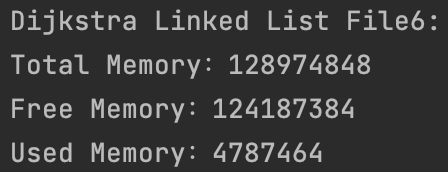 Dijkstra Linked List File6:
Total Memory: 128974848
Free Memory: 124187384
Used Memory: 4787464